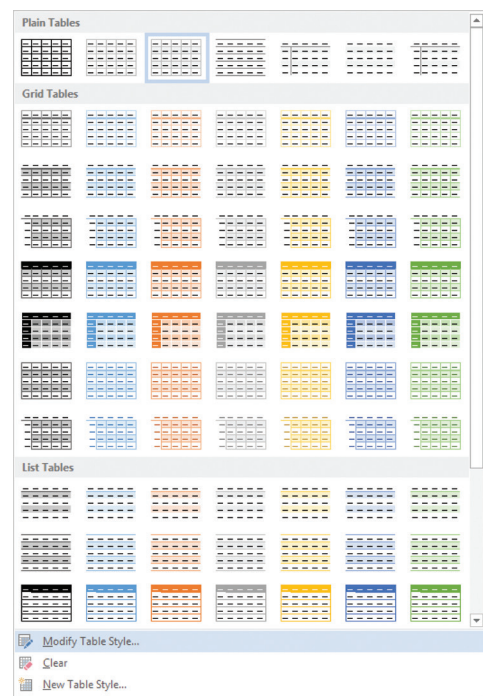 Plain Tables
Grid Tables
List Tables
Modify Table Style...
Clear
New Table Style...